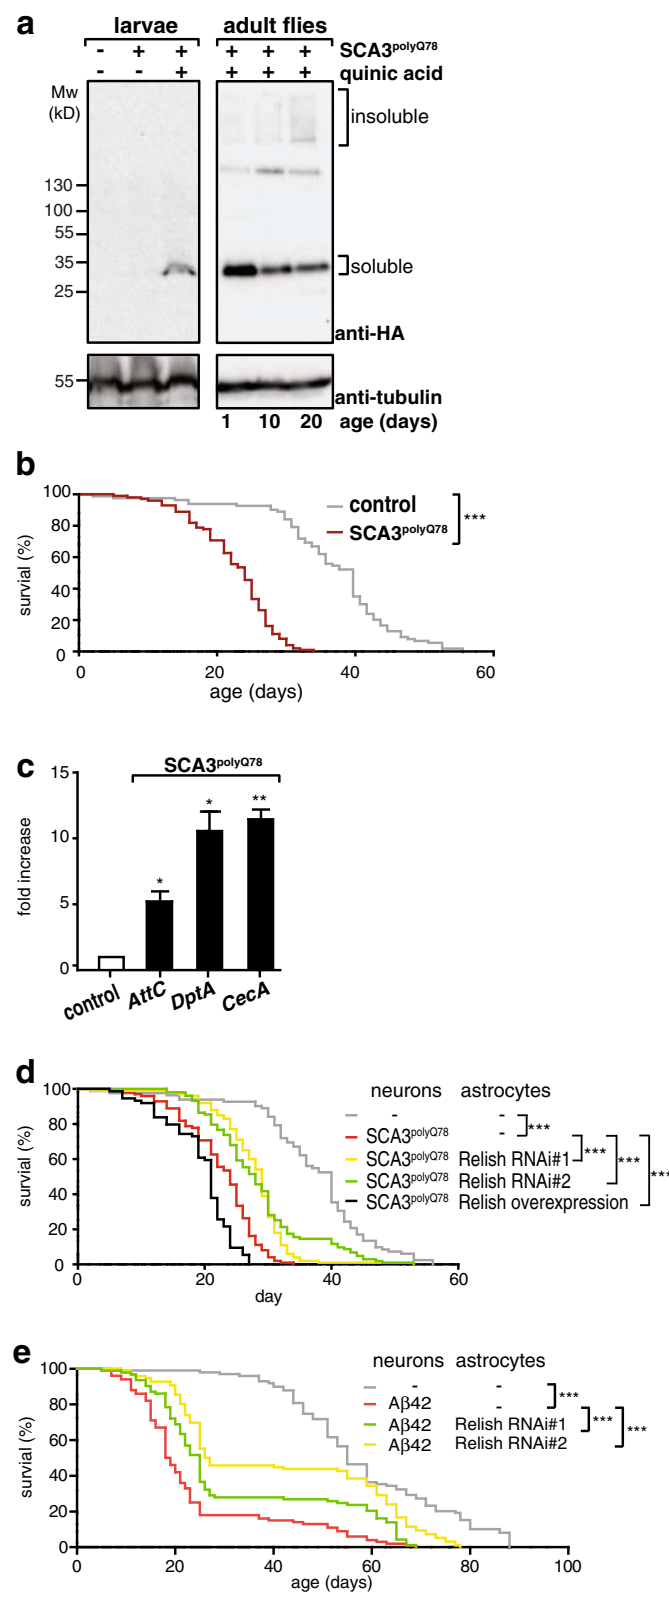 a
larvae adult flies
- + + + + + SCA3polyQ78
- - + + + + quinic acid
Mw
(kD)
insoluble
130
100
55
35
soluble
25
anti-HA
55
anti-tubulin
1 10 20 age (days)
b
100
80
60
40
20
0
survial (%)
control
SCA3polyQ78
***
0 20 40 60
age (days)
c
SCA3polyQ78
15
10
5
0
fold increase
* * **
control AttC DptA CecA
d
neurons astrocytes
100
80
60
40
20
0
survial (%)
- -
SCA3polyQ78 -
SCA3polyQ78 Relish RNAi#1
SCA3polyQ78 Relish RNAi#2
SCA3polyQ78 Relish overexpression
***
***
***
***
0 20 40 60
day
e
neurons astrocytes
100
80
60
40
20
0
survial (%)
- -
Aβ42 -
Aβ42 Relish RNAi#1
Aβ42 Relish RNAi#2
***
***
***
0 20 40 60 80 100
age (days)